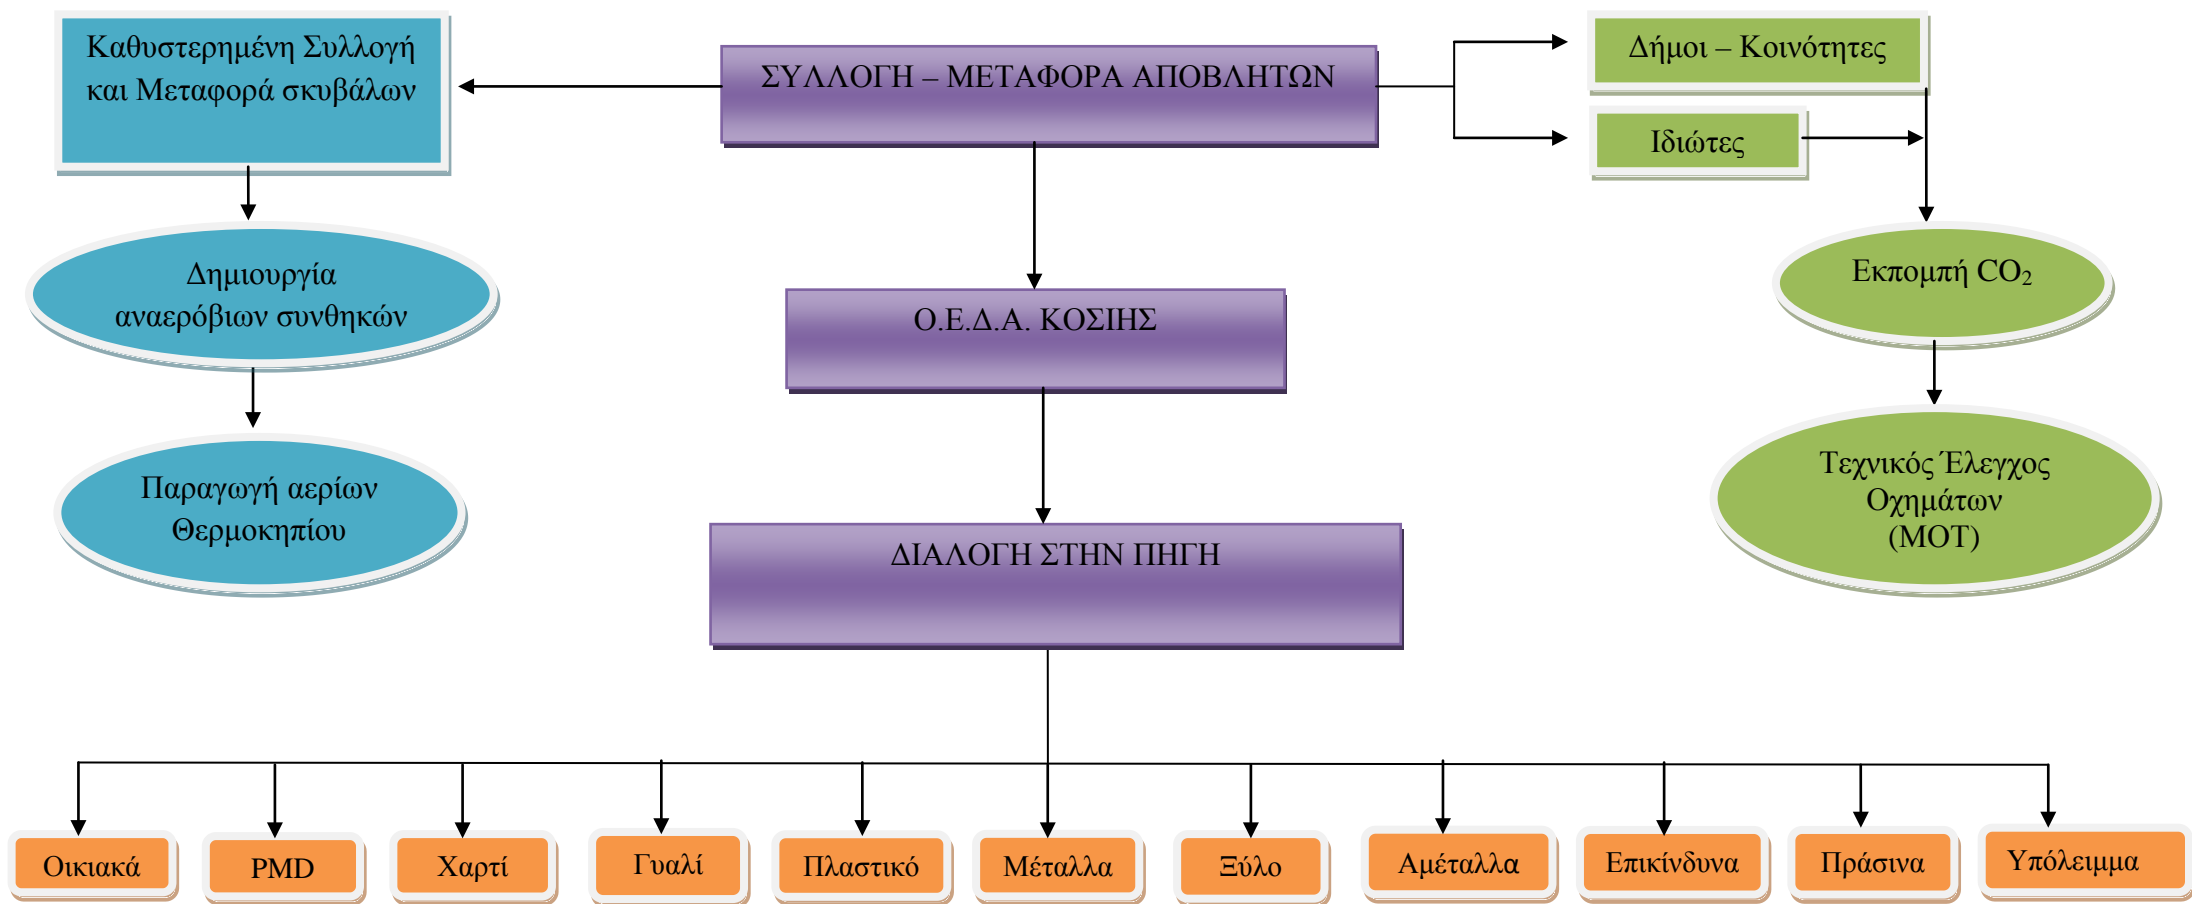 Καθυστερημένη Συλλογή
και Μεταφορά σκυβάλων
ΣΥΛΛΟΓΗ – ΜΕΤΑΦΟΡΑ ΑΠΟΒΛΗΤΩΝ
Δήμοι – Κοινότητες
Ιδιώτες
Δημιουργία
αναερόβιων συνθηκών
Ο.Ε.Δ.Α. ΚΟΣΙΗΣ
Εκπομπή CO₂
Παραγωγή αερίων
Θερμοκηπίου
ΔΙΑΛΟΓΗ ΣΤΗΝ ΠΗΓΗ
Τεχνικός Έλεγχος
Οχημάτων
(ΜΟΤ)
Οικιακά
PMD
Χαρτί
Γυαλί
Πλαστικό
Μέταλλα
Ξύλο
Αμέταλλα
Επικίνδυνα
Πράσινα
Υπόλειμμα